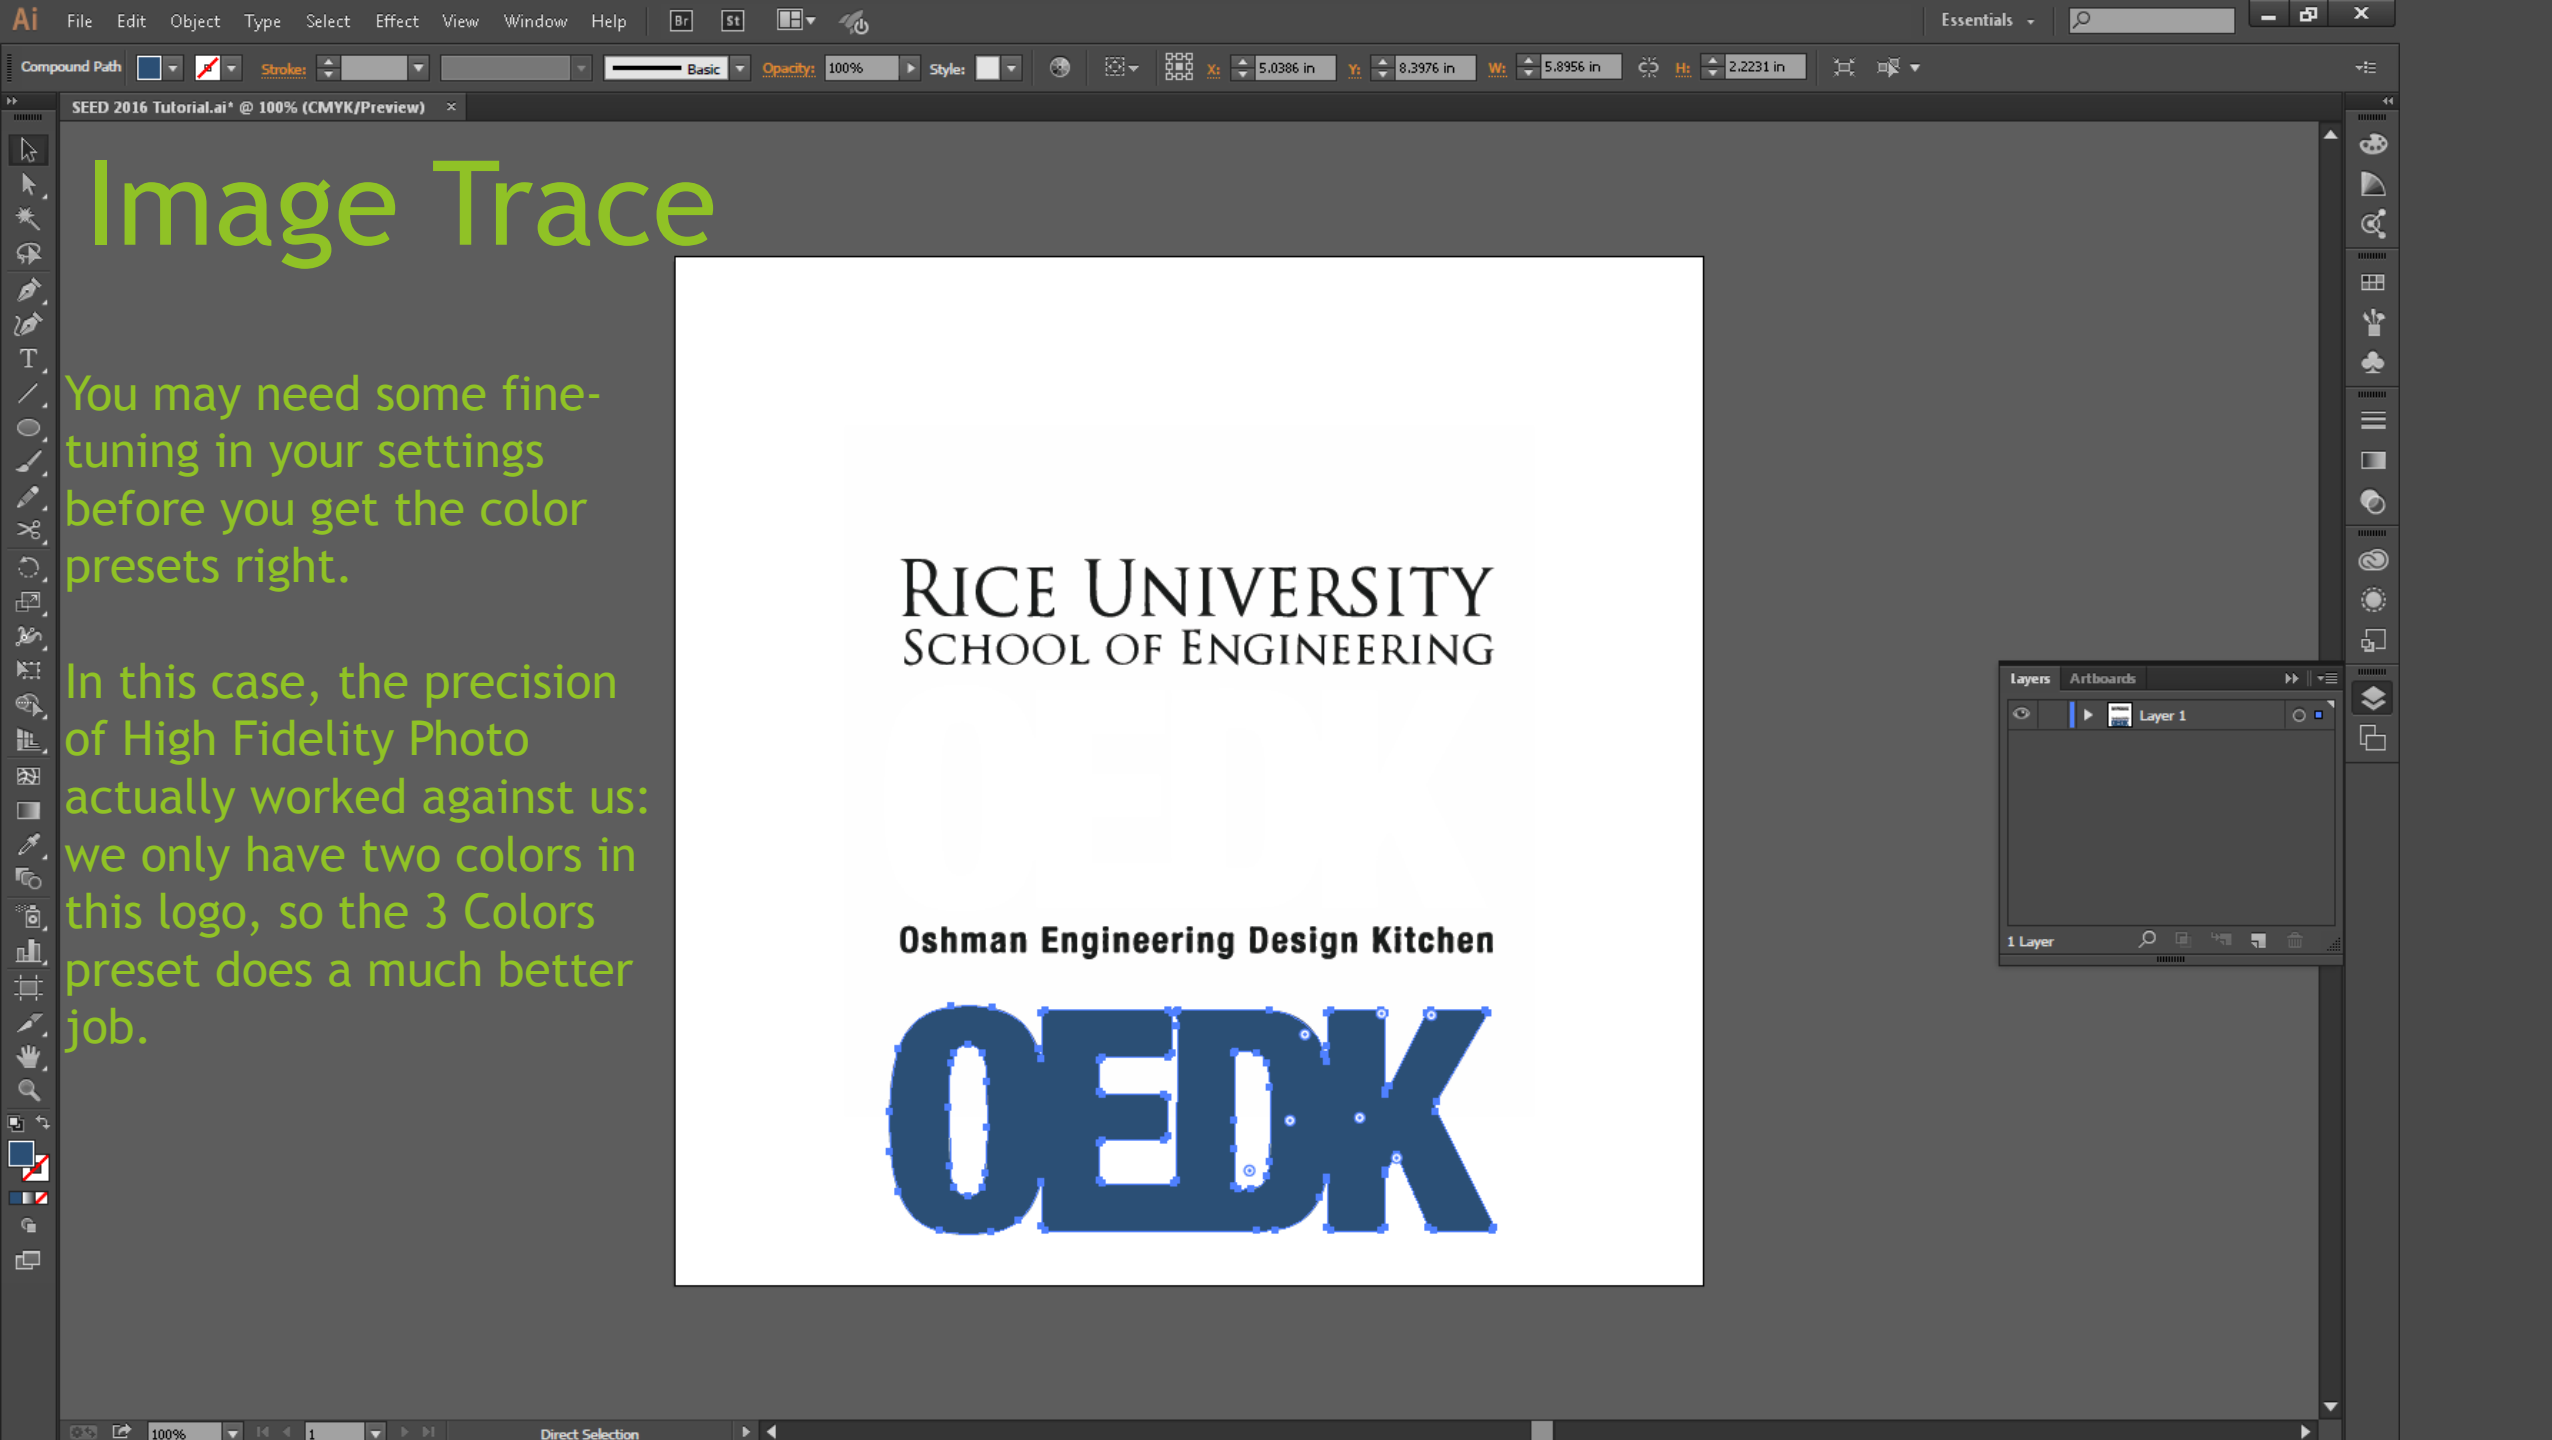 Ai File Edit Object Type Select Effect View Window Help Br St Essentials
Compound Path Stroke: Basic Opacity: 100% Style: X: 5.0386 in Y: 8.3976 in W: 5.8956 in H: 2.2231 in
SEED 2016 Tutorial.ai* @ 100% (CMYK/Preview) ×
Image Trace
You may need some fine-
tuning in your settings
before you get the color
presets right.
In this case, the precision
of High Fidelity Photo
actually worked against us:
we only have two colors in
this logo, so the 3 Colors
preset does a much better
job.
RICE UNIVERSITY
SCHOOL OF ENGINEERING
Oshman Engineering Design Kitchen
OEDK
Layers Artboards
Layer 1
1 Layer
100% 1 Direct Selection